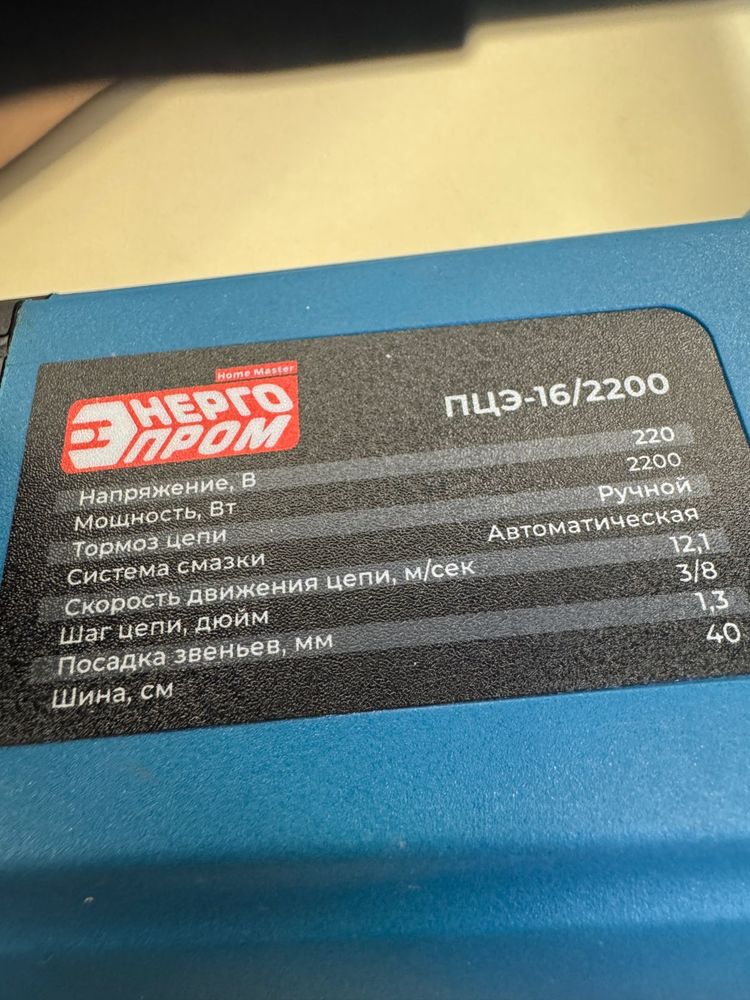 Home Master
ЭНЕРГО
ПРОМ
ПЦЭ-16/2200
Напряжение, В 220
Мощность, Вт 2200
Тормоз цепи Ручной
Система смазки Автоматическая
Скорость движения цепи, м/сек 12,1
Шаг цепи, дюйм 3/8
Посадка звеньев, мм 1,3
Шина, см 40